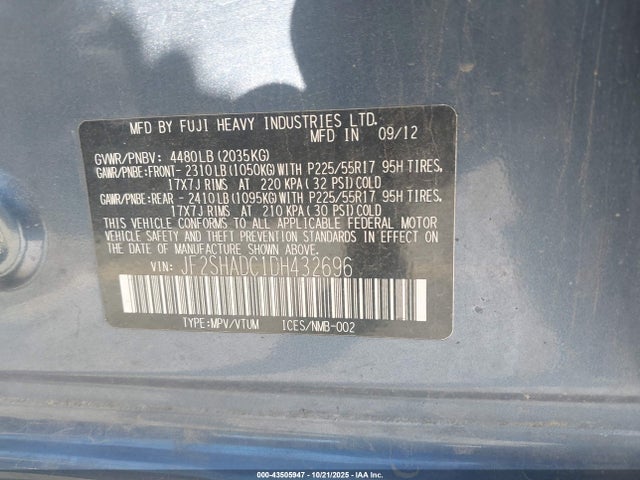 MFD BY FUJI HEAVY INDUSTRIES LTD.
MFD IN 09/12
GVWR/PNBV: 4480LB(2035KG)
GAWR/PNBE:FRONT-2310LB(1050KG)WITH P225/55R17 95H TIRES,
17X7J RIMS AT 220 KPA(32 PSI)COLD
GAWR/PNBE:REAR -2410LB(1095KG)WITH P225/55R17 95H TIRES,
17X7J RIMS AT 210 KPA(30 PSI)COLD
THIS VEHICLE CONFORMS TO ALL APPLICABLE FEDERAL MOTOR
VEHICLE SAFETY AND THEFT PREVENTION STANDARDS IN EFFECT
ON THE DATE OF MANUFACTURE SHOWN ABOVE.
VIN: JF2SHADC1DH432696
TYPE:MPV/VTUM ICES/NMB-002
000-43505947 - 10/21/2025 - IAA Inc.